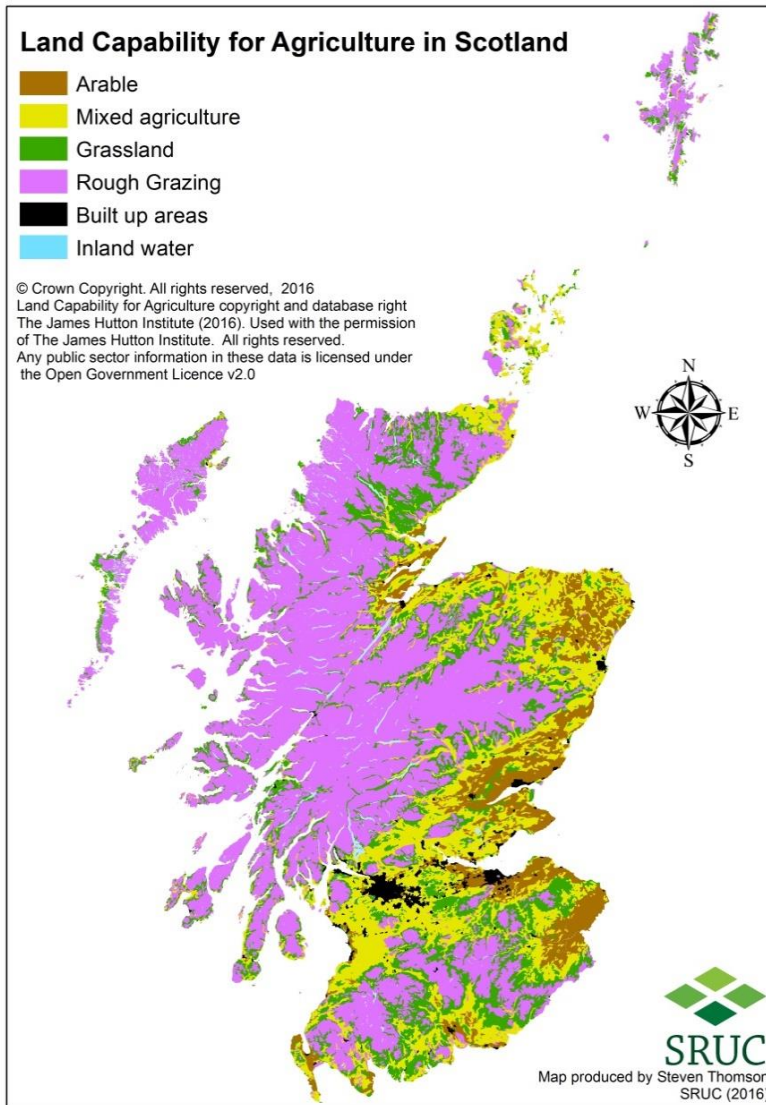 Land Capability for Agriculture in Scotland
Arable
Mixed agriculture
Grassland
Rough Grazing
Built up areas
Inland water
© Crown Copyright. All rights reserved, 2016
Land Capability for Agriculture copyright and database right
The James Hutton Institute (2016). Used with the permission
of The James Hutton Institute. All rights reserved.
Any public sector information in these data is licensed under
the Open Government Licence v2.0
N
W E
S
SRUC
Map produced by Steven Thomson
SRUC (2016)